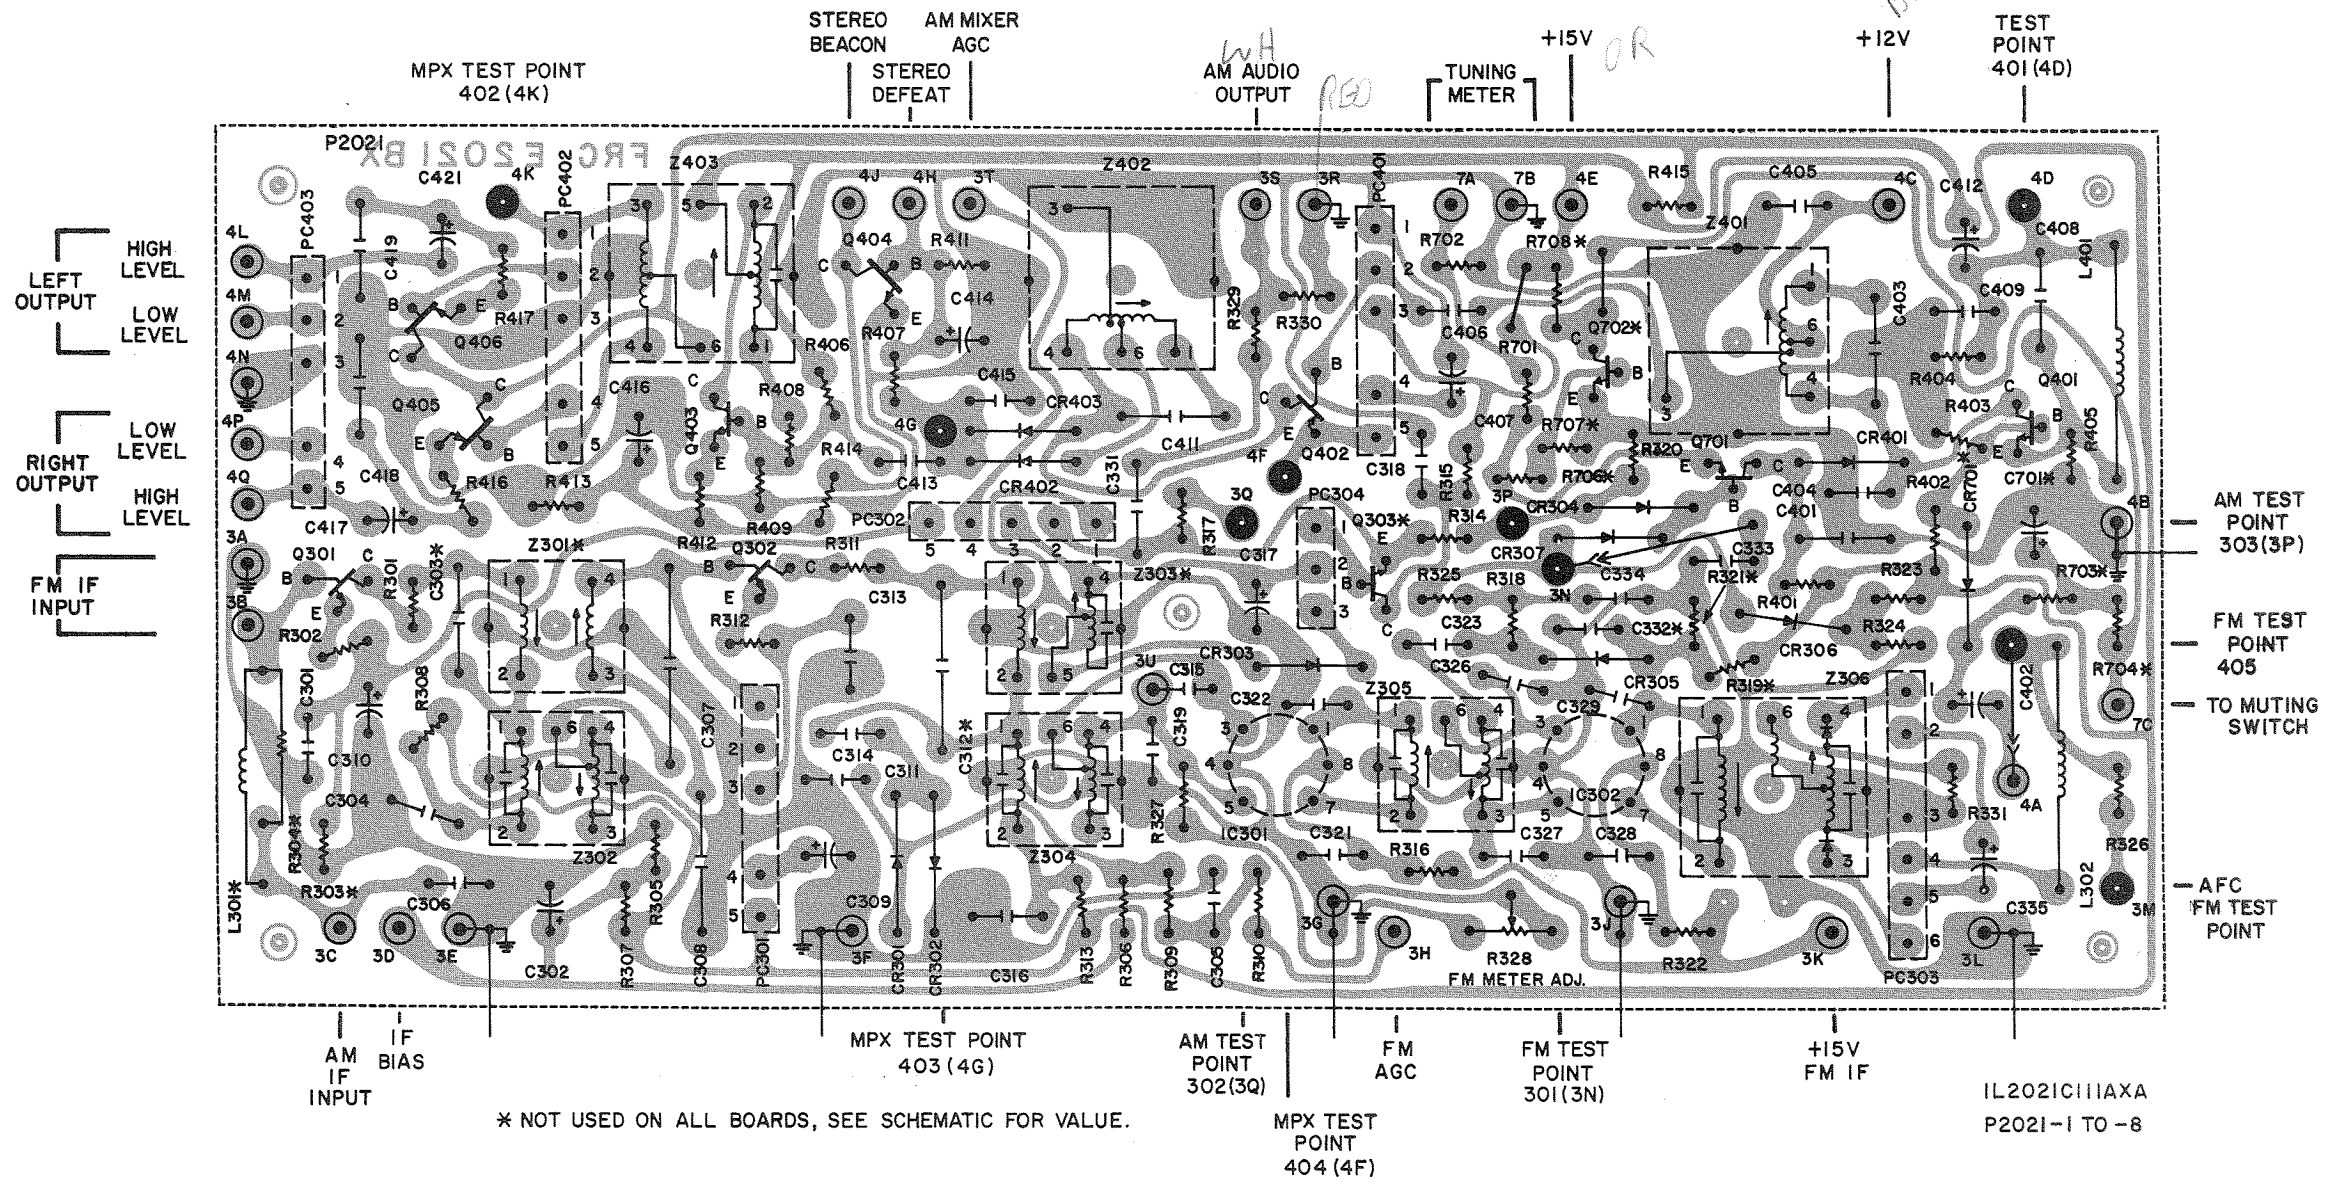 STEREO BEACON
AM MIXER AGC
STEREO DEFEAT
MPX TEST POINT
402 (4K)
WH
AM AUDIO OUTPUT
RED
TUNING METER
+15V
OR
+12V
TEST POINT
401 (4D)
P2021
FRC E2021BX
C421
4K
PC402
Z403
4J
4H
3T
Z402
3S
3R
PC401
7A
7B
4E
R415
C405
4C
C412
4D
PC403
4L
C419
Q404
R411
R702
R708*
Z401
C408
L401
LEFT OUTPUT
HIGH LEVEL
LOW LEVEL
4M
R417
Q406
R407
C414
R406
R329
R330
C406
R701
Q702*
C403
C409
4N
Q405
C416
Q403
R408
C415
CR403
4G
C411
C407
R707*
R404
Q401
R403
R405
4P
RIGHT OUTPUT
LOW LEVEL
HIGH LEVEL
4Q
C418
R416
R413
R414
C413
CR402
C331
4F
Q402
C318
R315
R706*
R320
Q701
CR401
R402
CR701*
C701*
C417
R409
PC302
R317
3Q
PC304
Q303*
R314
3P
CR304
C404
C401
4B
AM TEST POINT
303(3P)
3A
FM IF INPUT
3B
Q301
R301
C303*
Z301*
R412
Q302
R311
C313
Z303*
C317
R325
R318
CR307
3N
C334
C333
R321*
R401
R323
R703*
R302
C301
R308
R312
3U
C315
CR303
C322
C323
C326
C332*
C329
CR305
R319*
CR306
R324
Z306
Z305
C402
R704*
FM TEST POINT
405
TO MUTING SWITCH
7C
C310
C304
C307
C314
C311
C312*
C319
R327
IC301
IC302
C321
R316
C327
C328
R331
4A
R326
L301*
R304*
R303*
C306
Z302
R305
C309
Z304
L302
C335
3M
AFC
FM TEST POINT
3C
3D
3E
C302
R307
C308
PC301
3F
CR301
CR302
C316
R313
R306
R309
C305
R310
3G
3H
R328
FM METER ADJ.
3J
R322
3K
PC303
3L
AM IF INPUT
IF BIAS
MPX TEST POINT
403 (4G)
AM TEST POINT
302(3Q)
MPX TEST POINT
404 (4F)
FM AGC
FM TEST POINT
301(3N)
+15V
FM IF
IL2021C111AXA
P2021-1 TO -8
* NOT USED ON ALL BOARDS, SEE SCHEMATIC FOR VALUE.